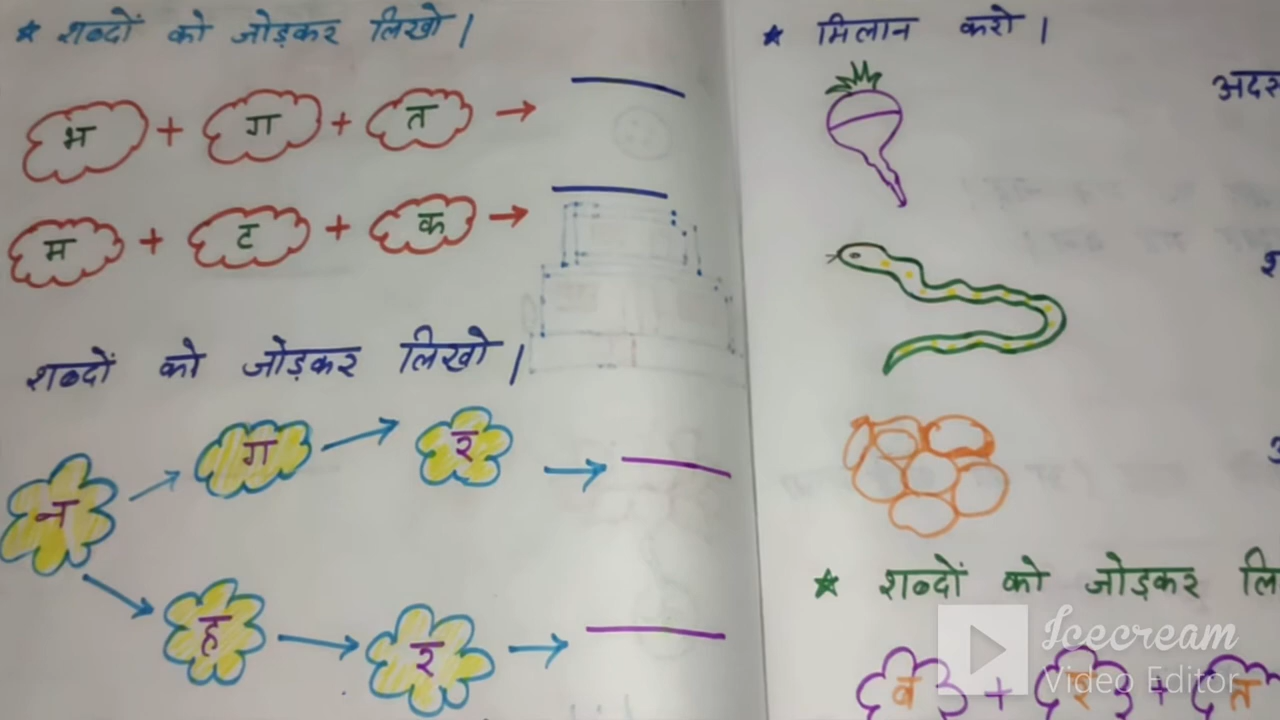 ★ शब्दों को जोड़कर लिखो ।
भ + ग + त →
म + ट + क →
शब्दों को जोड़कर लिखो ।
न → ग → र →
ह → र →
★ मिलान करो ।
★ शब्दों को जोड़कर लि
ब + र + त
Icecream
Video Editor